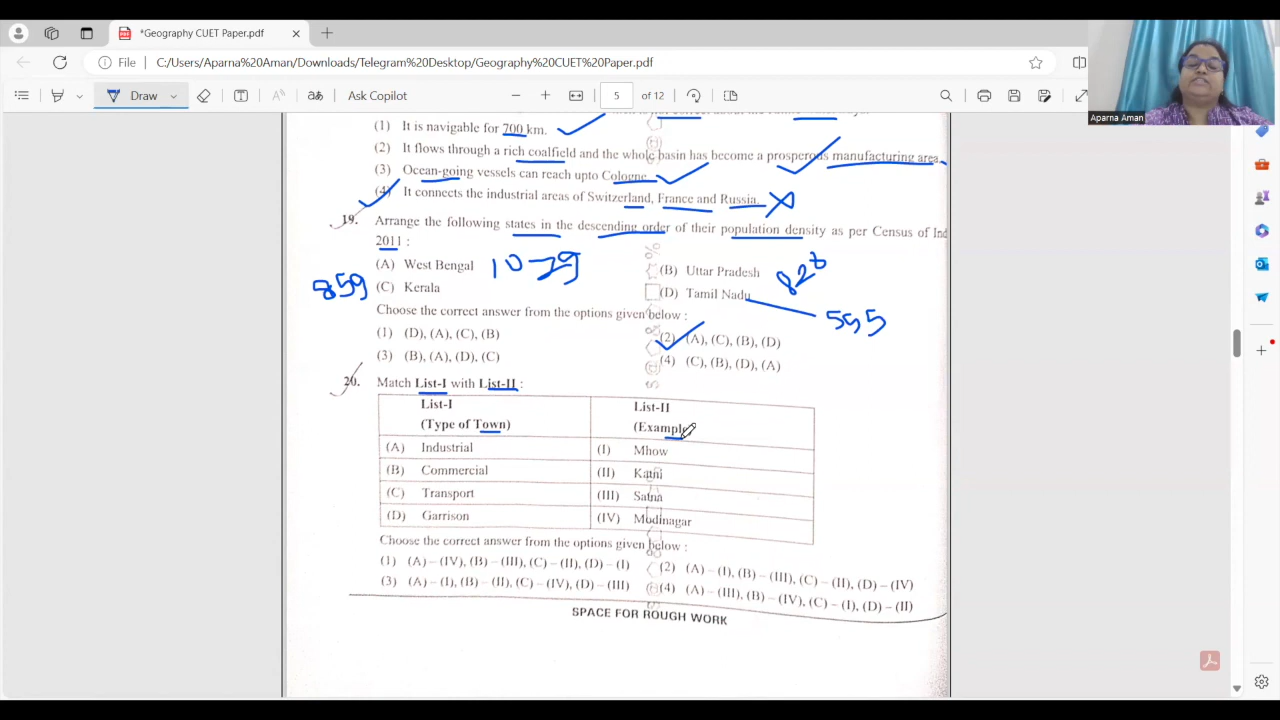 *Geography CUET Paper.pdf
File C:/Users/Aparna%20Aman/Downloads/Telegram%20Desktop/Geography%20CUET%20Paper.pdf
Draw Ask Copilot 5 of 12
Aparna Aman
(1) It is navigable for 700 km.
(2) It flows through a rich coalfield and the whole basin has become a prosperous manufacturing area.
(3) Ocean-going vessels can reach upto Cologne.
(4) It connects the industrial areas of Switzerland, France and Russia.
19. Arrange the following states in the descending order of their population density as per Census of Ind
2011 :
(A) West Bengal 1029 (B) Uttar Pradesh 828
859 (C) Kerala (D) Tamil Nadu 555
Choose the correct answer from the options given below :
(1) (D), (A), (C), (B) (2) (A), (C), (B), (D)
(3) (B), (A), (D), (C) (4) (C), (B), (D), (A)
20. Match List-I with List-II :
List-I List-II
(Type of Town) (Example
(A) Industrial (I) Mhow
(B) Commercial (II) Katni
(C) Transport (III) Satna
(D) Garrison (IV) Modinagar
Choose the correct answer from the options given below :
(1) (A) – (IV), (B) – (III), (C) – (II), (D) – (I) (2) (A) – (I), (B) – (III), (C) – (II), (D) – (IV)
(3) (A) – (I), (B) – (II), (C) – (IV), (D) – (III) (4) (A) – (III), (B) – (IV), (C) – (I), (D) – (II)
SPACE FOR ROUGH WORK